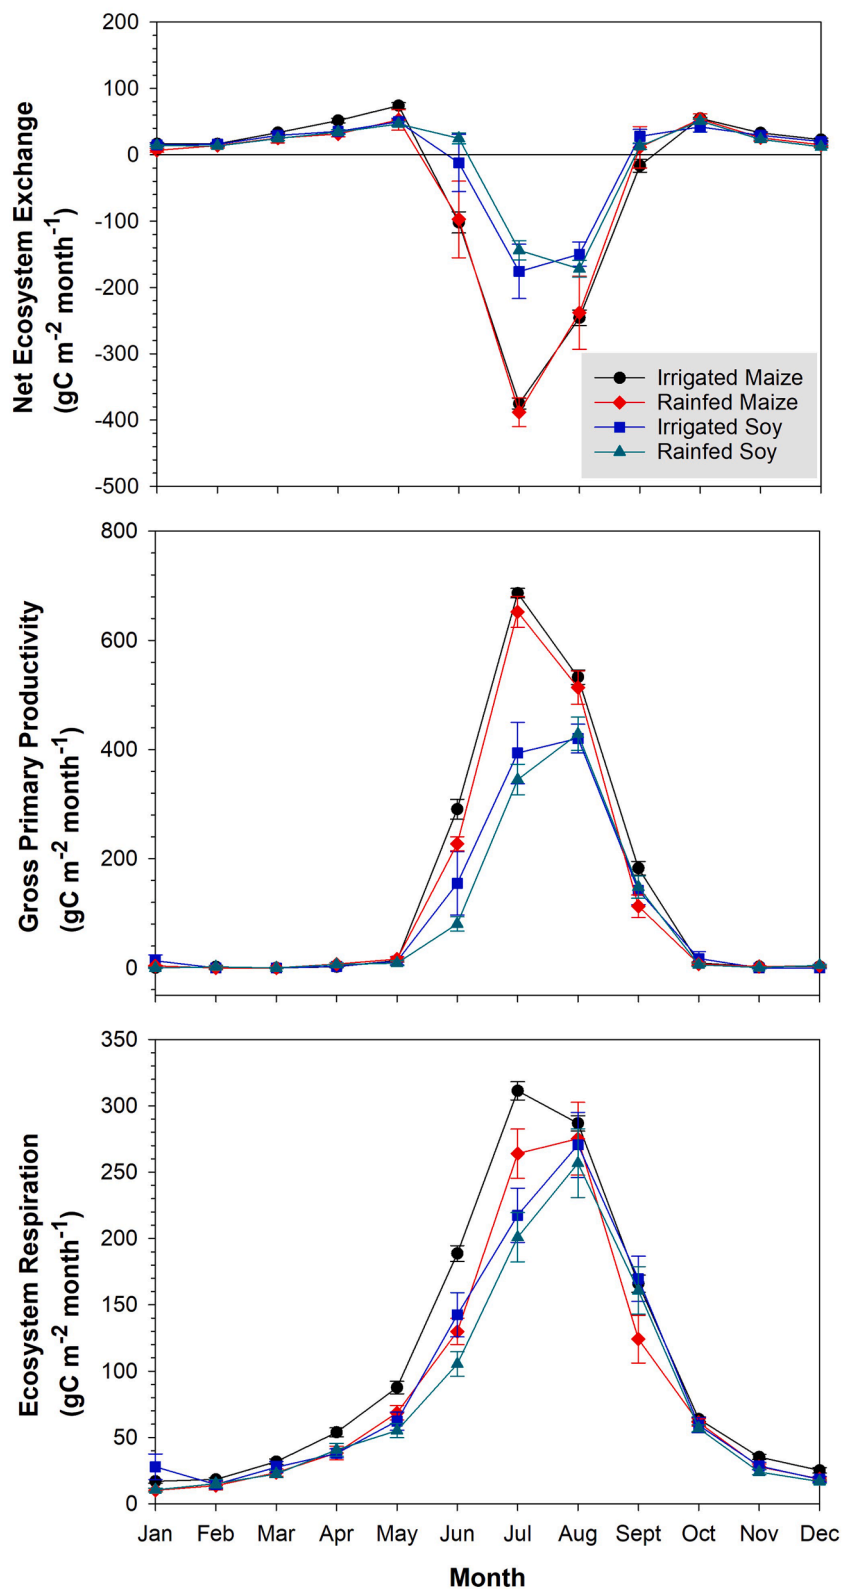 Net Ecosystem Exchange
(gC m-2 month-1)
200
100
0
-100
-200
-300
-400
-500
Irrigated Maize
Rainfed Maize
Irrigated Soy
Rainfed Soy
Gross Primary Productivity
(gC m-2 month-1)
800
600
400
200
0
Ecosystem Respiration
(gC m-2 month-1)
350
300
250
200
150
100
50
0
Jan Feb Mar Apr May Jun Jul Aug Sept Oct Nov Dec
Month